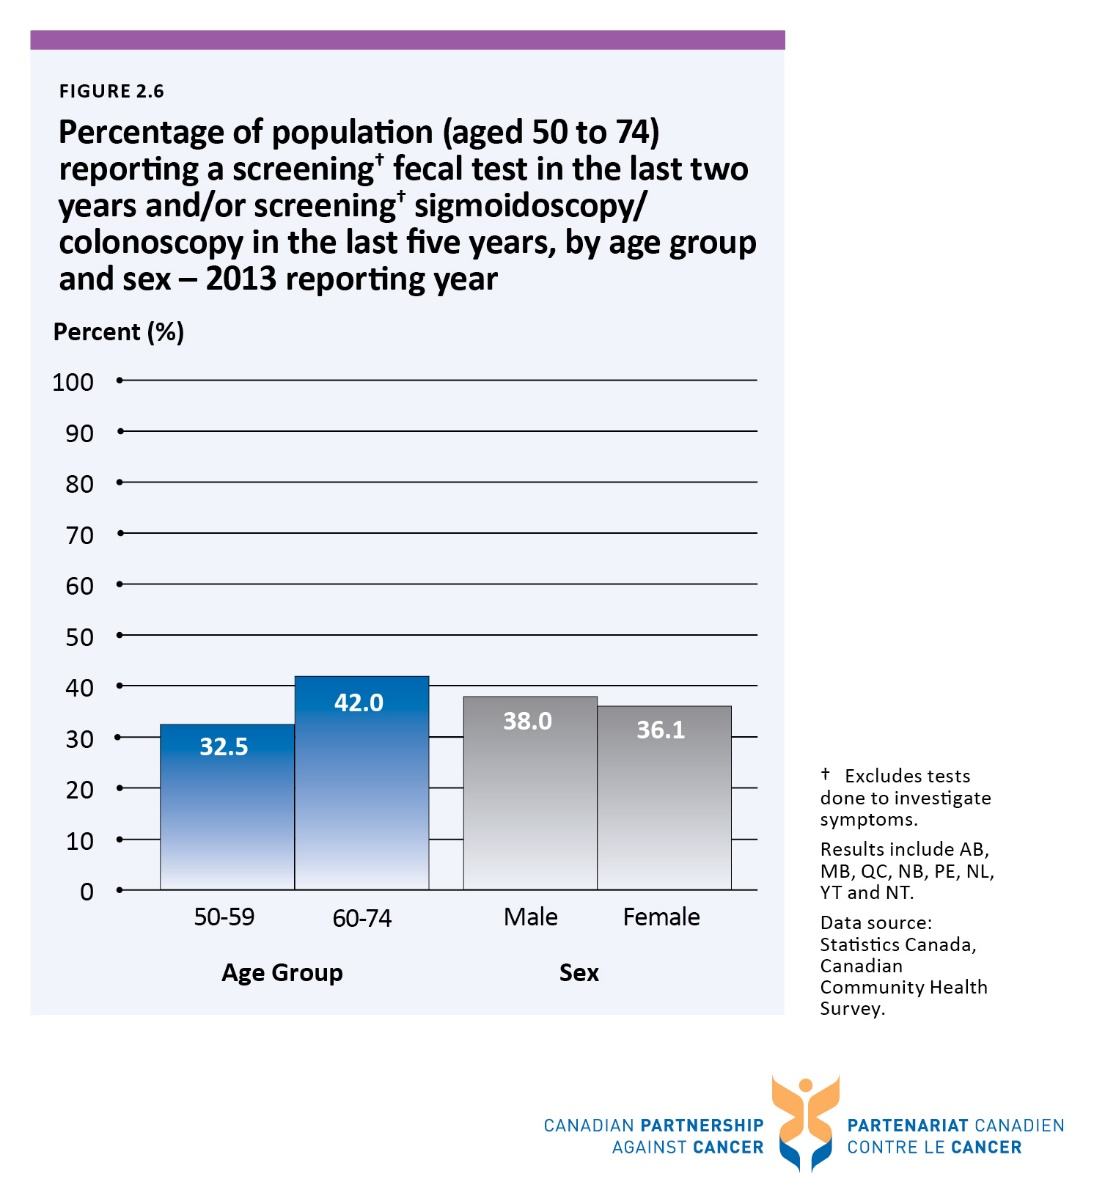 FIGURE 2.6
Percentage of population (aged 50 to 74)
reporting a screening† fecal test in the last two
years and/or screening† sigmoidoscopy/
colonoscopy in the last five years, by age group
and sex – 2013 reporting year
Percent (%)
100
90
80
70
60
50
40
30
20
10
0
32.5
42.0
38.0
36.1
50-59
60-74
Male
Female
Age Group
Sex
† Excludes tests
done to investigate
symptoms.
Results include AB,
MB, QC, NB, PE, NL,
YT and NT.
Data source:
Statistics Canada,
Canadian
Community Health
Survey.
CANADIAN PARTNERSHIP
AGAINST CANCER
PARTENARIAT CANADIEN
CONTRE LE CANCER